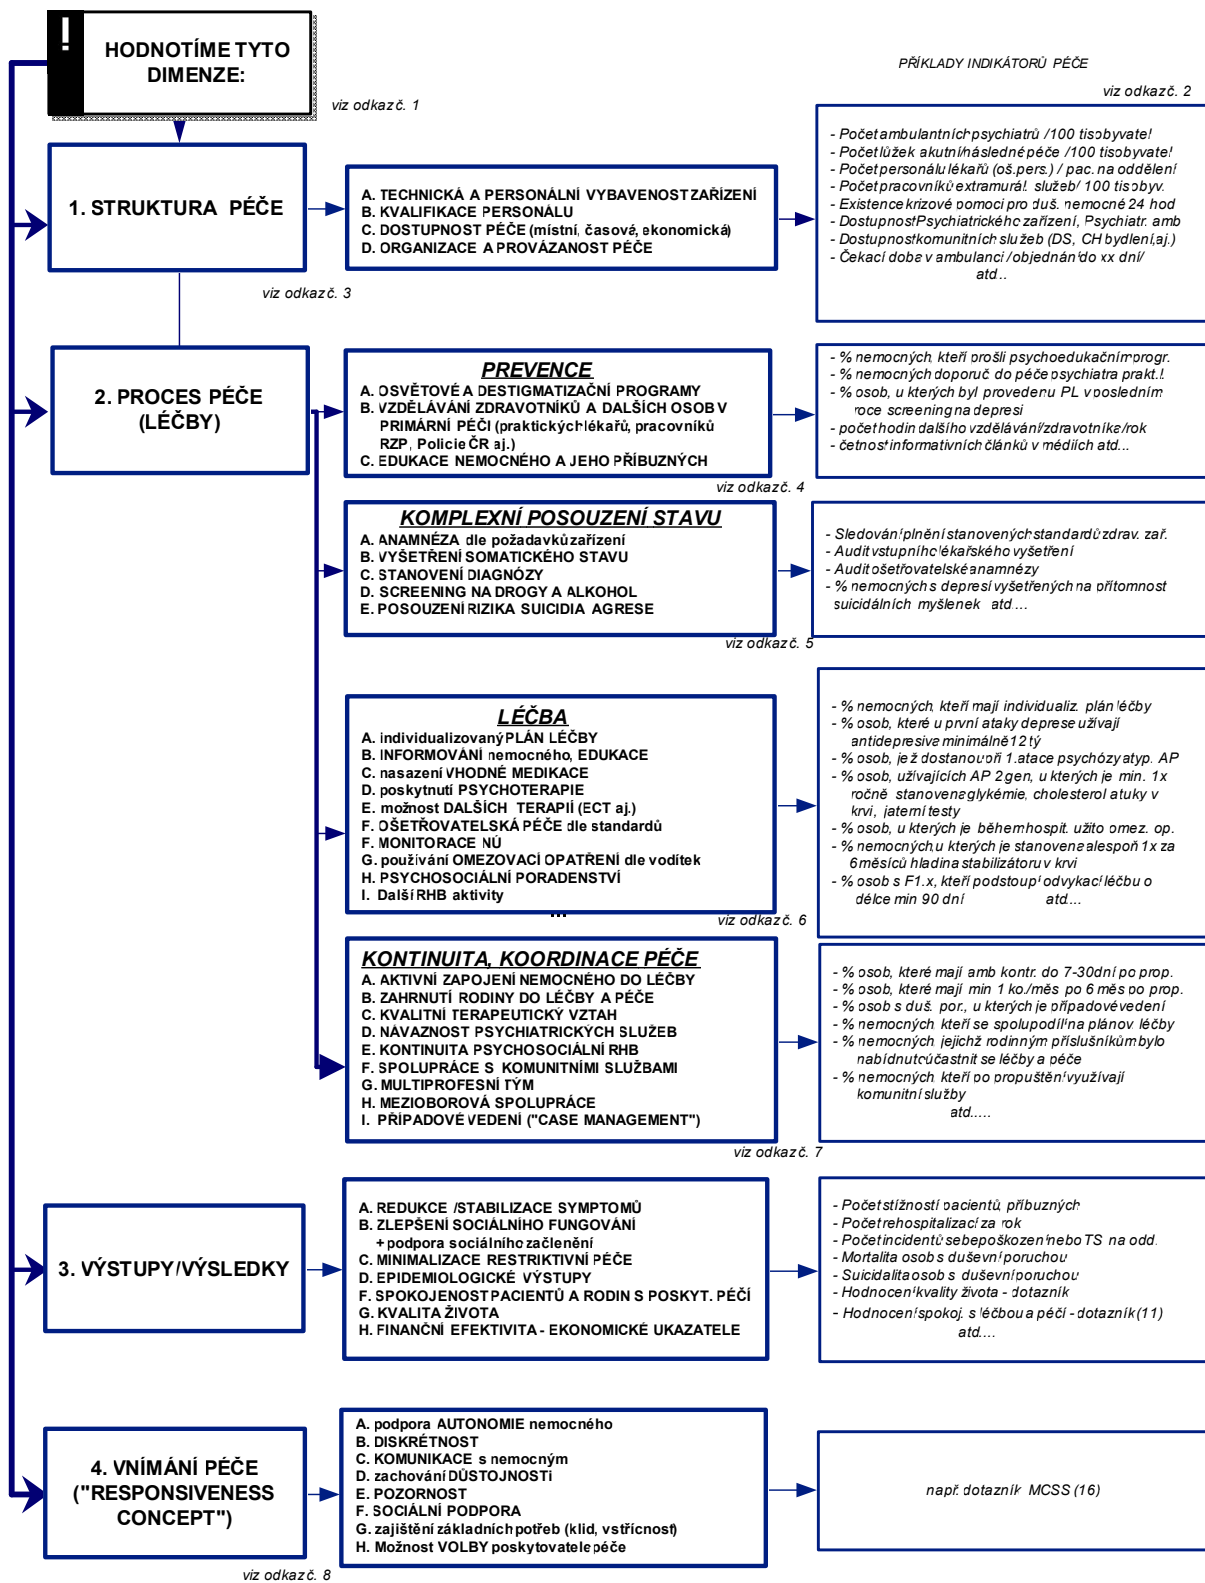 !
HODNOTÍME TYTO
DIMENZE:
viz odkaz č. 1
PŘÍKLADY INDIKÁTORŮ PÉČE
viz odkaz č. 2
1. STRUKTURA PÉČE
A. TECHNICKÁ A PERSONÁLNÍ VYBAVENOST ZAŘÍZENÍ
B. KVALIFIKACE PERSONÁLU
C. DOSTUPNOST PÉČE (místní, časová, ekonomická)
D. ORGANIZACE A PROVÁZANOST PÉČE
- Počet ambulantních psychiatrů /100 tis obyvatel
- Počet lůžek akutní/následné péče /100 tis obyvatel
- Počet personálu lékařů (oš. pers.) / pac. na oddělení
- Počet pracovníků extramurál. služeb/ 100 tis obyv.
- Existence krizové pomoci pro duš. nemocné 24 hod
- Dostupnost Psychiatrického zařízení, Psychiatr. amb
- Dostupnost komunitních služeb (DS, CH bydlení, aj.)
- Čekací doba v ambulanci /objednání do xx dní/
atd...
viz odkaz č. 3
2. PROCES PÉČE
(LÉČBY)
PREVENCE
A. OSVĚTOVÉ A DESTIGMATIZAČNÍ PROGRAMY
B. VZDĚLÁVÁNÍ ZDRAVOTNÍKŮ A DALŠÍCH OSOB V
PRIMÁRNÍ PÉČI (praktických lékařů, pracovníků
RZP, Policie ČR aj.)
C. EDUKACE NEMOCNÉHO A JEHO PŘÍBUZNÝCH
- % nemocných, kteří prošli psychoedukačním progr.
- % nemocných doporuč. do péče psychiatra prakt.l.
- % osob, u kterých byl proveden u PL v posledním
roce screening na depresi
- počet hodin dalšího vzdělávání/zdravotníka/rok
- četnost informativních článků v médiích atd...
viz odkaz č. 4
KOMPLEXNÍ POSOUZENÍ STAVU
A. ANAMNÉZA dle požadavků zařízení
B. VYŠETŘENÍ SOMATICKÉHO STAVU
C. STANOVENÍ DIAGNÓZY
D. SCREENING NA DROGY A ALKOHOL
E. POSOUZENÍ RIZIKA SUICIDIA AGRESE
- Sledování plnění stanovených standardů zdrav. zař.
- Audit vstupního lékařského vyšetření
- Audit ošetřovatelské anamnézy
- % nemocných s depresí vyšetřených na přítomnost
suicidálních myšlenek atd....
viz odkaz č. 5
LÉČBA
A. individualizovaný PLÁN LÉČBY
B. INFORMOVÁNÍ nemocného, EDUKACE
C. nasazení VHODNÉ MEDIKACE
D. poskytnutí PSYCHOTERAPIE
E. možnost DALŠÍCH TERAPIÍ (ECT aj.)
F. OŠETŘOVATELSKÁ PÉČE dle standardů
F. MONITORACE NÚ
G. používání OMEZOVACÍ OPATŘENÍ dle vodítek
H. PSYCHOSOCIÁLNÍ PORADENSTVÍ
I. Další RHB aktivity
...
- % nemocných, kteří mají individualiz. plán léčby
- % osob, které u první ataky deprese užívají
antidepresiva minimálně 12 tý
- % osob, jež dostanou při 1.atace psychózy atyp. AP
- % osob, užívajících AP 2 gen, u kterých je min. 1x
ročně stanovena glykémie, cholesterol a tuky v
krvi, jaterní testy
- % osob, u kterých je během hospit. užito omez. op.
- % nemocných, u kterých je stanovena alespoň 1x za
6 měsíců hladina stabilizátoru v krvi
- % osob s F1.x, kteří podstoupí odvykací léčbu o
délce min 90 dní atd....
viz odkaz č. 6
KONTINUITA, KOORDINACE PÉČE
A. AKTIVNÍ ZAPOJENÍ NEMOCNÉHO DO LÉČBY
B. ZAHRNUTÍ RODINY DO LÉČBY A PÉČE
C. KVALITNÍ TERAPEUTICKÝ VZTAH
D. NÁVAZNOST PSYCHIATRICKÝCH SLUŽEB
E. KONTINUITA PSYCHOSOCIÁLNÍ RHB
F. SPOLUPRÁCE S KOMUNITNÍMI SLUŽBAMI
G. MULTIPROFESNÍ TÝM
H. MEZIOBOROVÁ SPOLUPRÁCE
I. PŘÍPADOVÉ VEDENÍ ("CASE MANAGEMENT")
- % osob, které mají amb kontr. do 7-30dní po prop.
- % osob, které mají min 1 ko./měs po 6 měs po prop.
- % osob s duš. por., u kterých je případové vedení
- % nemocných, kteří se spolupodílí na plánov. léčby
- % nemocných, jejichž rodinným příslušníkům bylo
nabídnuto účastnit se léčby a péče
- % nemocných, kteří po propuštění využívají
komunitní služby
atd.....
viz odkaz č. 7
3. VÝSTUPY/VÝSLEDKY
A. REDUKCE /STABILIZACE SYMPTOMŮ
B. ZLEPŠENÍ SOCIÁLNÍHO FUNGOVÁNÍ
+ podpora sociálního začlenění
C. MINIMALIZACE RESTRIKTIVNÍ PÉČE
D. EPIDEMIOLOGICKÉ VÝSTUPY
F. SPOKOJENOST PACIENTŮ A RODIN S POSKYT. PÉČÍ
G. KVALITA ŽIVOTA
H. FINANČNÍ EFEKTIVITA - EKONOMICKÉ UKAZATELE
- Počet stížností pacientů, příbuzných
- Počet rehospitalizací za rok
- Počet incidentů sebepoškození nebo TS na odd.
- Mortalita osob s duševní poruchou
- Suicidalita osob s duševní poruchou
- Hodnocení kvality života - dotazník
- Hodnocení spokoj. s léčbou a péčí - dotazník (11)
atd....
4. VNÍMÁNÍ PÉČE
("RESPONSIVENESS
CONCEPT")
A. podpora AUTONOMIE nemocného
B. DISKRÉTNOST
C. KOMUNIKACE s nemocným
D. zachování DŮSTOJNOSTi
E. POZORNOST
F. SOCIÁLNÍ PODPORA
G. zajištění základních potřeb (klid, vstřícnost)
H. Možnost VOLBY poskytovatele péče
např. dotazník MCSS (16)
viz odkaz č. 8